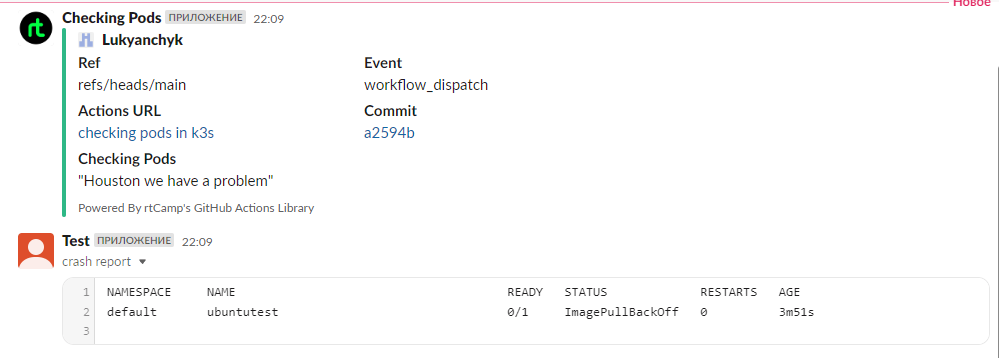 Новое
rt
Checking Pods ПРИЛОЖЕНИЕ 22:09
Lukyanchyk
Ref Event
refs/heads/main workflow_dispatch
Actions URL Commit
checking pods in k3s a2594b
Checking Pods
"Houston we have a problem"
Powered By rtCamp's GitHub Actions Library
Test ПРИЛОЖЕНИЕ 22:09
crash report
1 NAMESPACE NAME READY STATUS RESTARTS AGE
2 default ubuntutest 0/1 ImagePullBackOff 0 3m51s
3